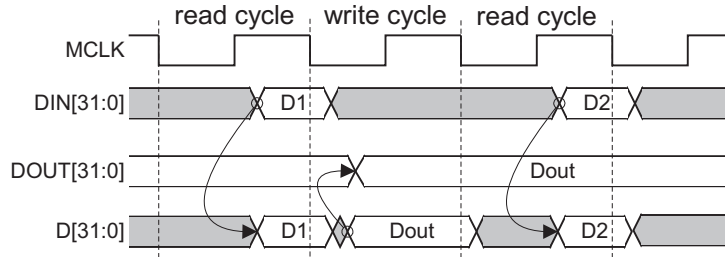 read cycle write cycle read cycle
MCLK
DIN[31:0] D1 D2
DOUT[31:0] Dout
D[31:0] D1 Dout D2